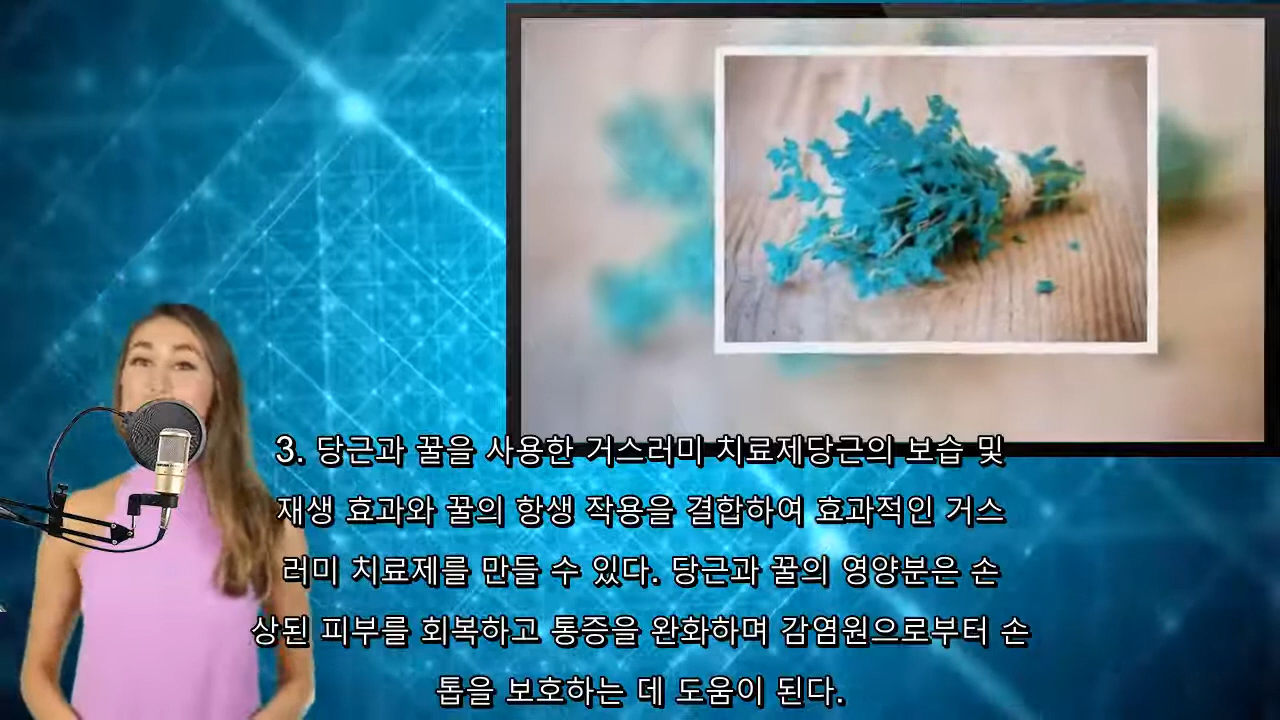 3. 당근과 꿀을 사용한 거스러미 치료제당근의 보습 및
재생 효과와 꿀의 항생 작용을 결합하여 효과적인 거스
러미 치료제를 만들 수 있다. 당근과 꿀의 영양분은 손
상된 피부를 회복하고 통증을 완화하며 감염원으로부터 손
톱을 보호하는 데 도움이 된다.